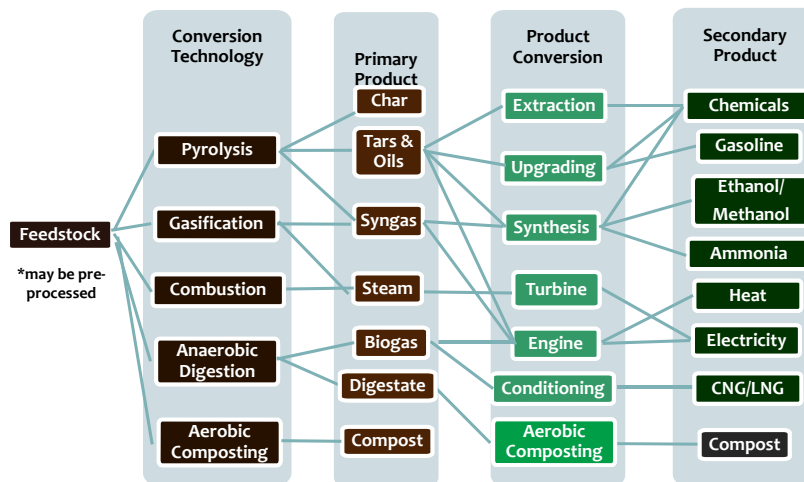 Conversion
Technology
Primary
Product
Product
Conversion
Secondary
Product
Feedstock
*may be pre-
processed
Pyrolysis
Gasification
Combustion
Anaerobic
Digestion
Aerobic
Composting
Char
Tars &
Oils
Syngas
Steam
Biogas
Digestate
Compost
Extraction
Upgrading
Synthesis
Turbine
Engine
Conditioning
Aerobic
Composting
Chemicals
Gasoline
Ethanol/
Methanol
Ammonia
Heat
Electricity
CNG/LNG
Compost